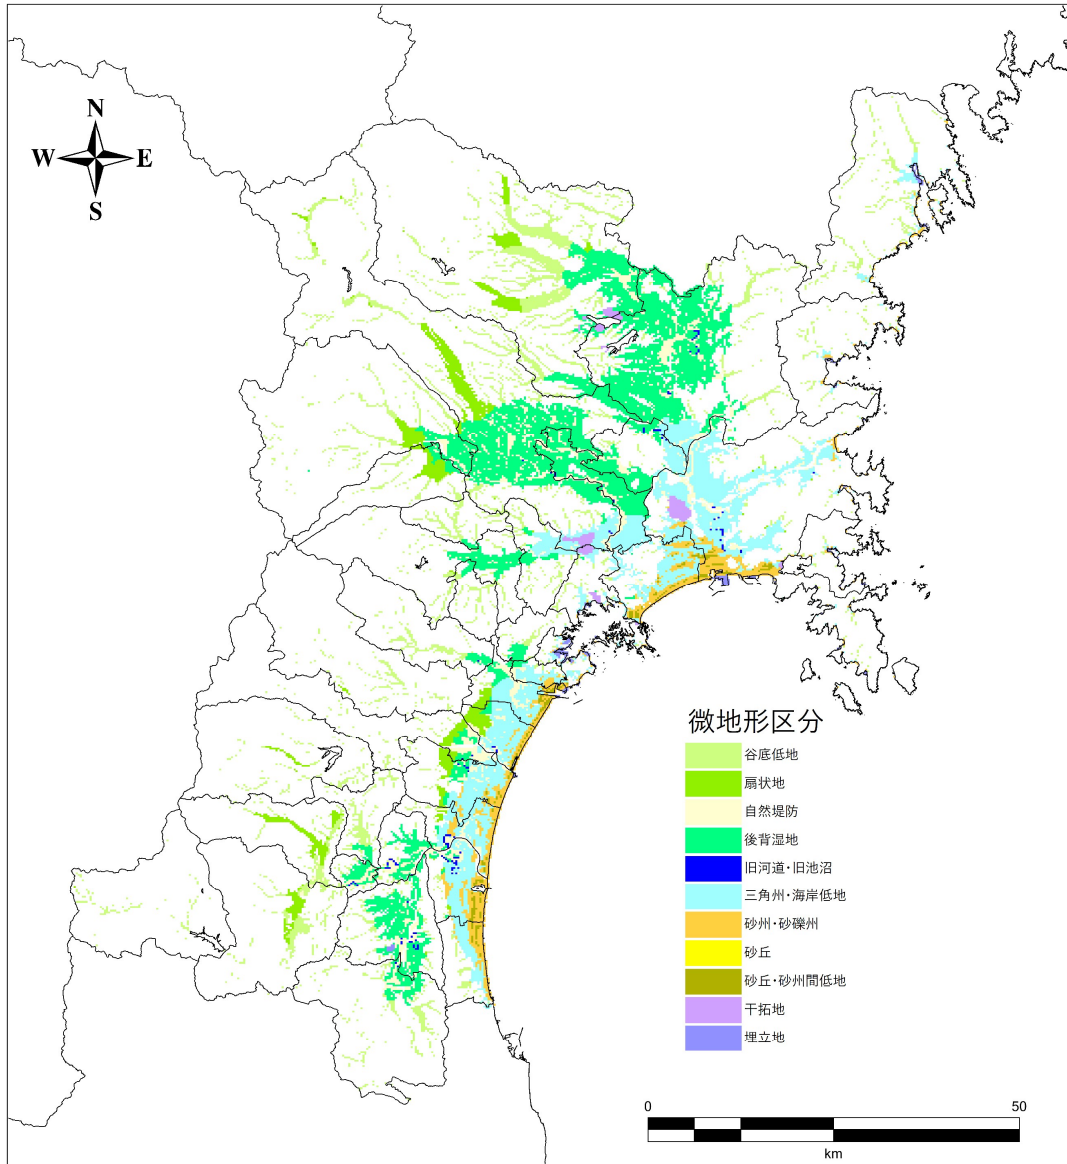 N
W E
S
微地形区分
谷底低地
扇状地
自然堤防
後背湿地
旧河道・旧池沼
三角州・海岸低地
砂州・砂礫州
砂丘
砂丘・砂州間低地
干拓地
埋立地
0 50
km